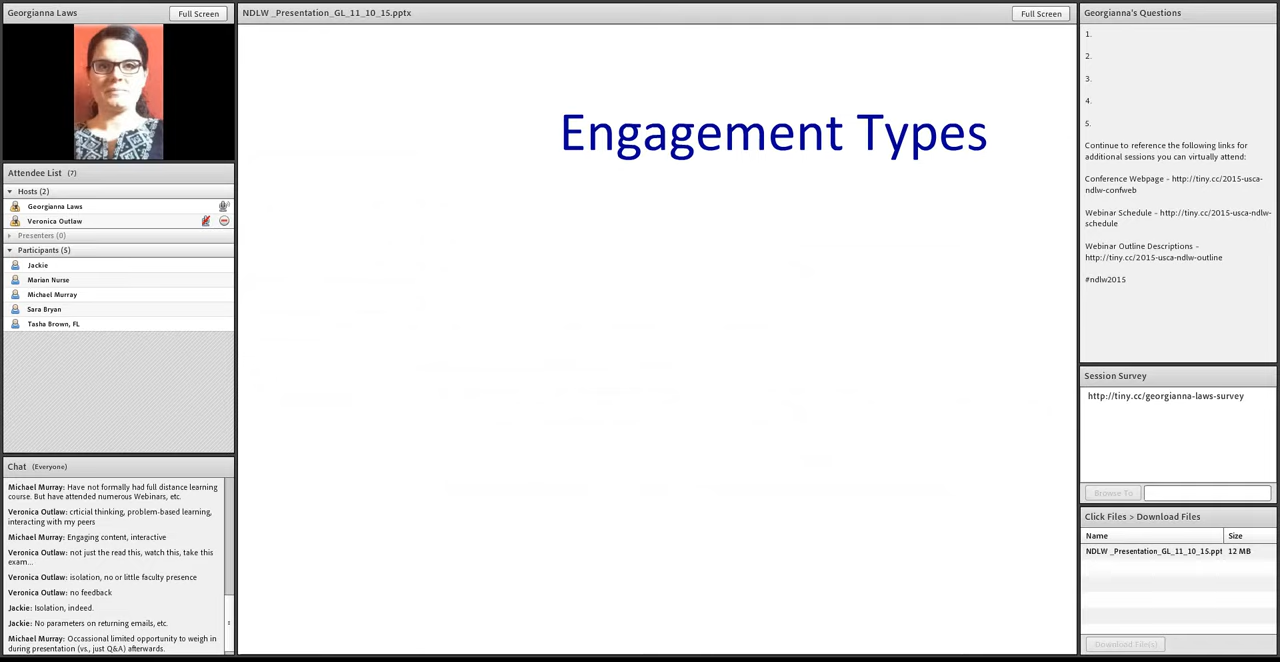 Georgianna Laws
Full Screen
Attendee List (7)
Hosts (2)
Georgianna Laws
Veronica Outlaw
Presenters (0)
Participants (5)
Jackie
Marian Nurse
Michael Murray
Sara Bryan
Tasha Brown, FL
Chat (Everyone)
Michael Murray: Have not formally had full distance learning
course. But have attended numerous Webinars, etc.
Veronica Outlaw: crticial thinking, problem-based learning,
interacting with my peers
Michael Murray: Engaging content, interactive
Veronica Outlaw: not just the read this, watch this, take this
exam...
Veronica Outlaw: isolation, no or little faculty presence
Veronica Outlaw: no feedback
Jackie: Isolation, indeed.
Jackie: No parameters on returning emails, etc.
Michael Murray: Occassional limited opportunity to weigh in
during presentation (vs., just Q&A) afterwards.
NDLW _Presentation_GL_11_10_15.pptx
Full Screen
Engagement Types
Georgianna's Questions
1.
2.
3.
4.
5.
Continue to reference the following links for
additional sessions you can virtually attend:
Conference Webpage - http://tiny.cc/2015-usca-
ndlw-confweb
Webinar Schedule - http://tiny.cc/2015-usca-ndlw-
schedule
Webinar Outline Descriptions -
http://tiny.cc/2015-usca-ndlw-outline
#ndlw2015
Session Survey
http://tiny.cc/georgianna-laws-survey
Browse To
Click Files > Download Files
Name Size
NDLW _Presentation_GL_11_10_15.ppt 12 MB
Download File(s)